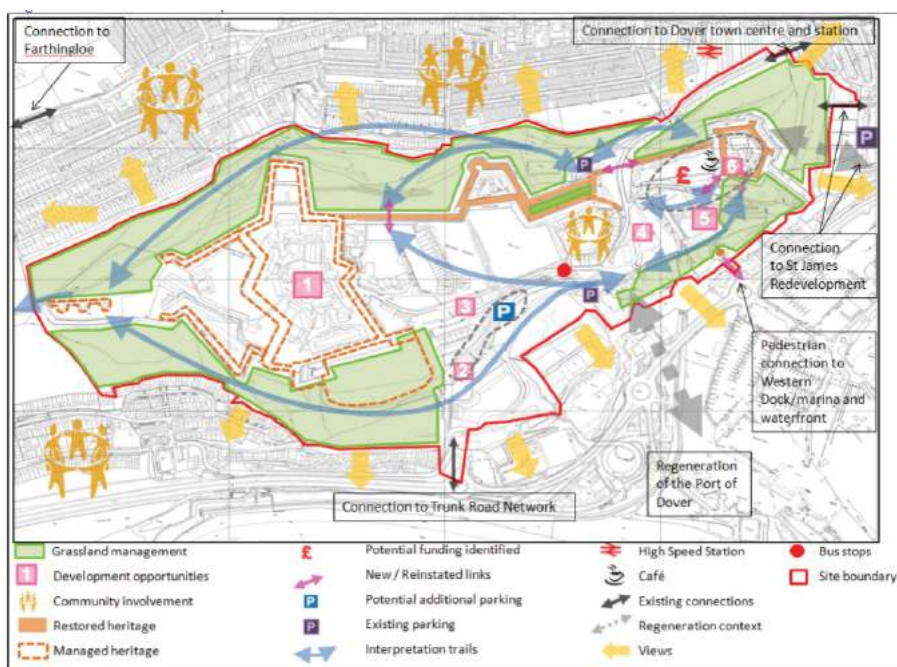 Connection to
Farthingloe
Connection to Dover town centre and station
P
P
£
6
5
4
1
3
P
P
2
Connection
to St James
Redevelopment
Pedestrian
connection to
Western
Dock/marina and
waterfront
Regeneration
of the Port of
Dover
Connection to Trunk Road Network
Grassland management
£ Potential funding identified
High Speed Station
Bus stops
1 Development opportunities
New / Reinstated links
Café
Site boundary
Community involvement
P Potential additional parking
Existing connections
Restored heritage
P Existing parking
Regeneration context
Managed heritage
Interpretation trails
Views